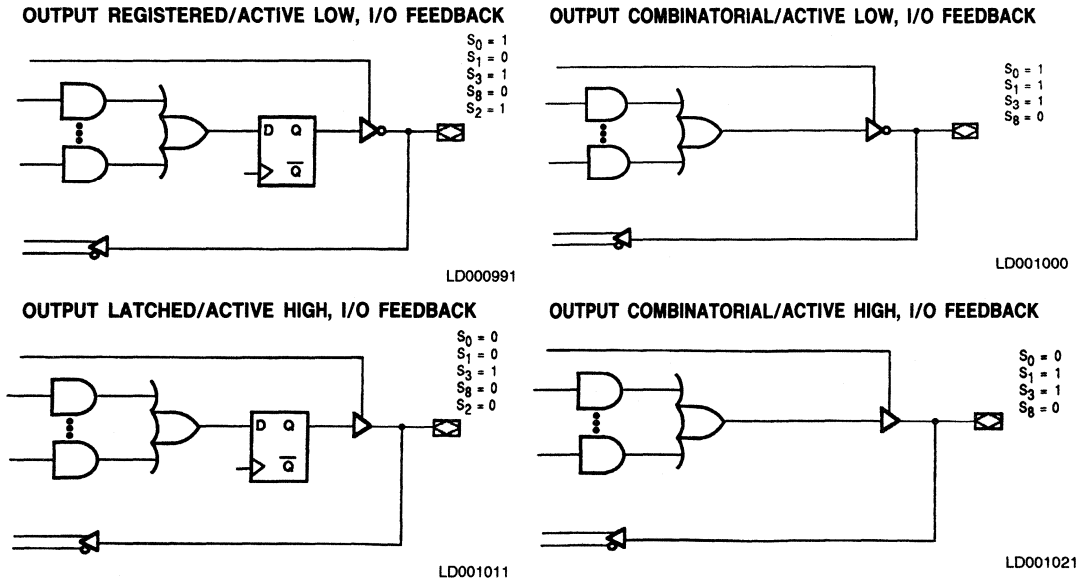 OUTPUT REGISTERED/ACTIVE LOW, I/O FEEDBACK
S0 = 1
S1 = 0
S3 = 1
S8 = 0
S2 = 1
D Q
Q̅
LD000991
OUTPUT COMBINATORIAL/ACTIVE LOW, I/O FEEDBACK
S0 = 1
S1 = 1
S3 = 1
S8 = 0
LD001000
OUTPUT LATCHED/ACTIVE HIGH, I/O FEEDBACK
S0 = 0
S1 = 0
S3 = 1
S8 = 0
S2 = 0
D Q
Q̅
LD001011
OUTPUT COMBINATORIAL/ACTIVE HIGH, I/O FEEDBACK
S0 = 0
S1 = 1
S3 = 1
S8 = 0
LD001021